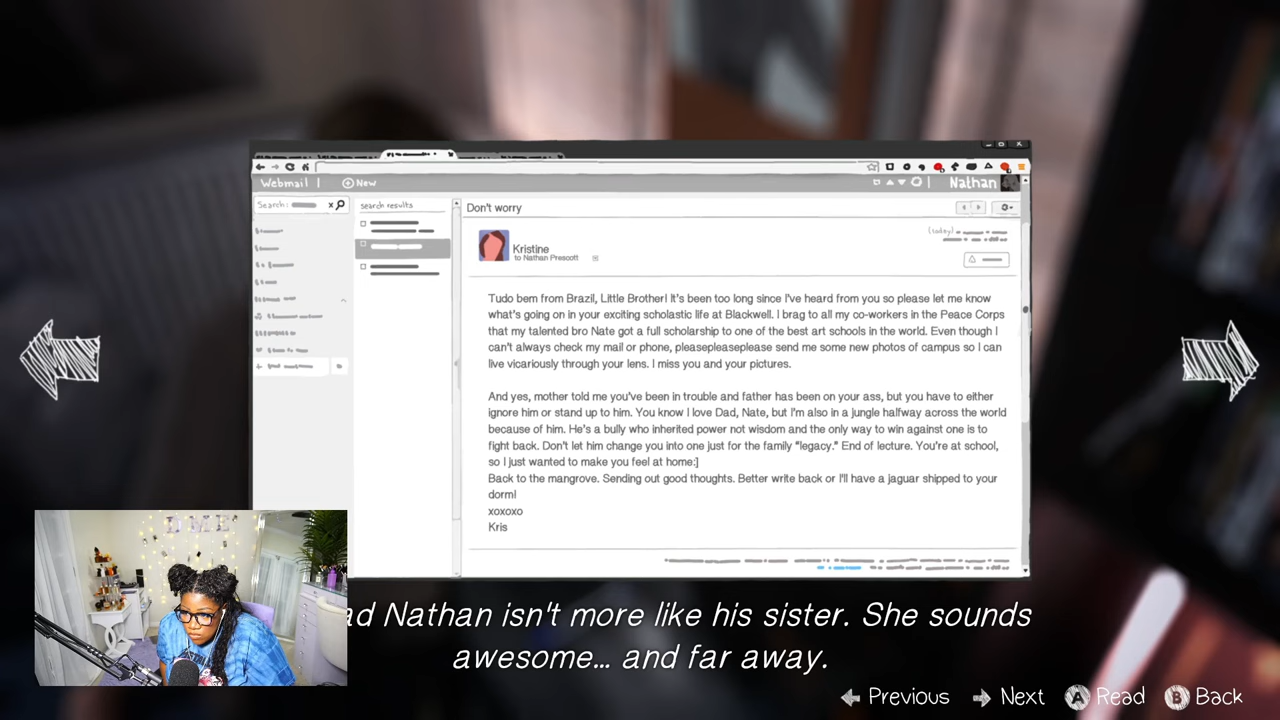 Webmail
New
Nathan
Search:
search results
Don't worry
(today)
Kristine
to Nathan Prescott
Tudo bem from Brazil, Little Brother! It's been too long since I've heard from you so please let me know
what's going on in your exciting scholastic life at Blackwell. I brag to all my co-workers in the Peace Corps
that my talented bro Nate got a full scholarship to one of the best art schools in the world. Even though I
can't always check my mail or phone, pleasepleaseplease send me some new photos of campus so I can
live vicariously through your lens. I miss you and your pictures.
And yes, mother told me you've been in trouble and father has been on your ass, but you have to either
ignore him or stand up to him. You know I love Dad, Nate, but I'm also in a jungle halfway across the world
because of him. He's a bully who inherited power not wisdom and the only way to win against one is to
fight back. Don't let him change you into one just for the family "legacy." End of lecture. You're at school,
so I just wanted to make you feel at home:]
Back to the mangrove. Sending out good thoughts. Better write back or I'll have a jaguar shipped to your
dorm!
xoxoxo
Kris
ad Nathan isn't more like his sister. She sounds
awesome... and far away.
Previous Next A Read B Back